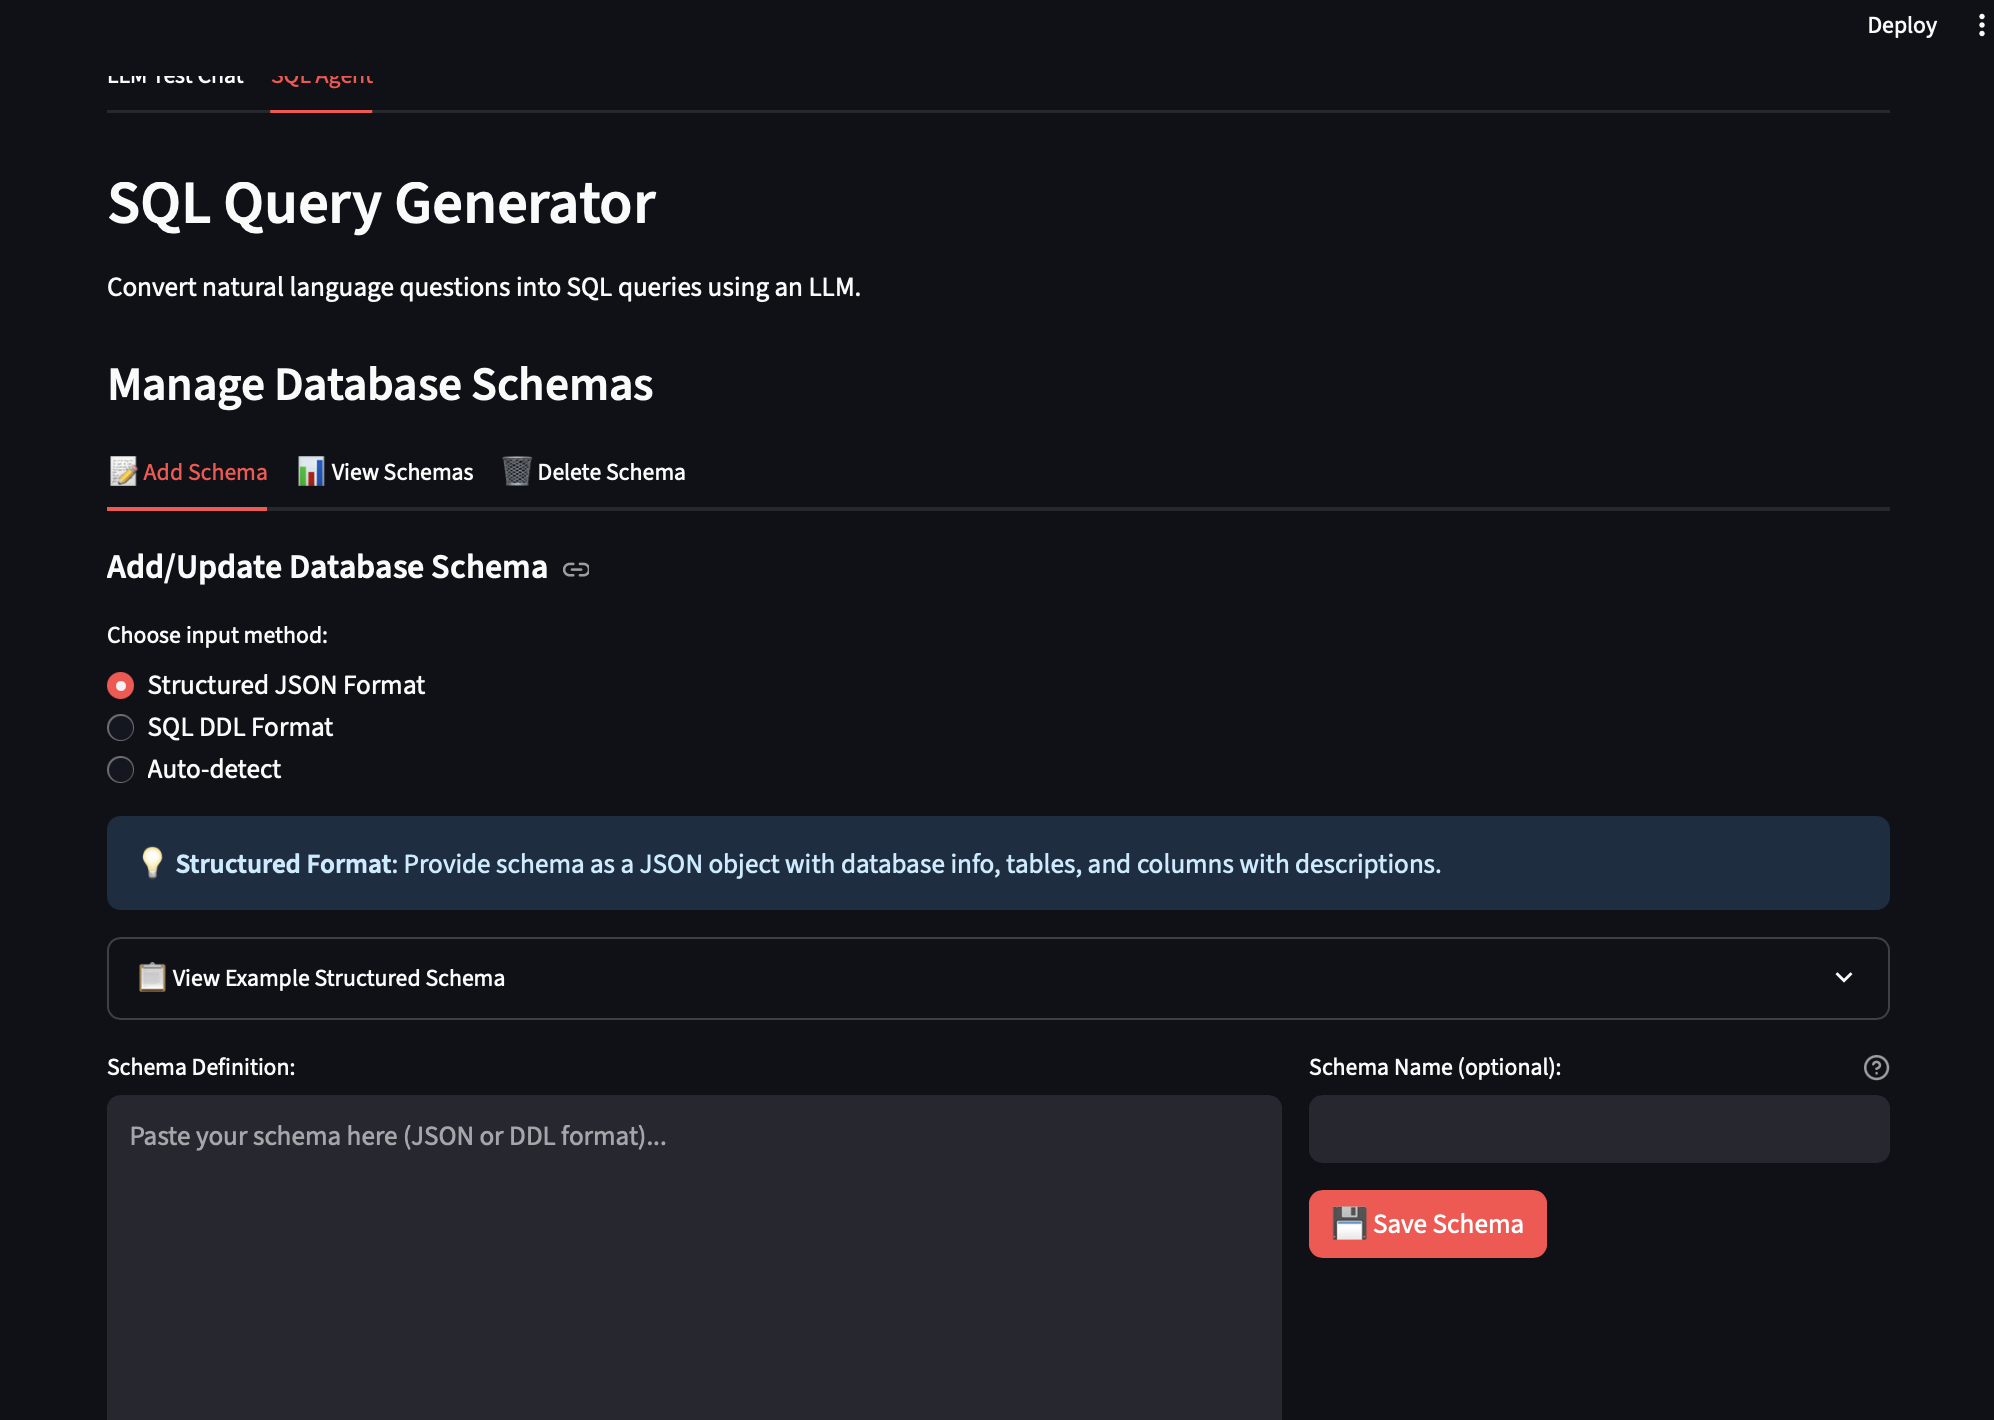 Deploy
LLM Test Chat SQL Agent
SQL Query Generator
Convert natural language questions into SQL queries using an LLM.
Manage Database Schemas
Add Schema View Schemas Delete Schema
Add/Update Database Schema
Choose input method:
Structured JSON Format
SQL DDL Format
Auto-detect
Structured Format: Provide schema as a JSON object with database info, tables, and columns with descriptions.
View Example Structured Schema
Schema Definition:
Schema Name (optional):
Paste your schema here (JSON or DDL format)...
Save Schema